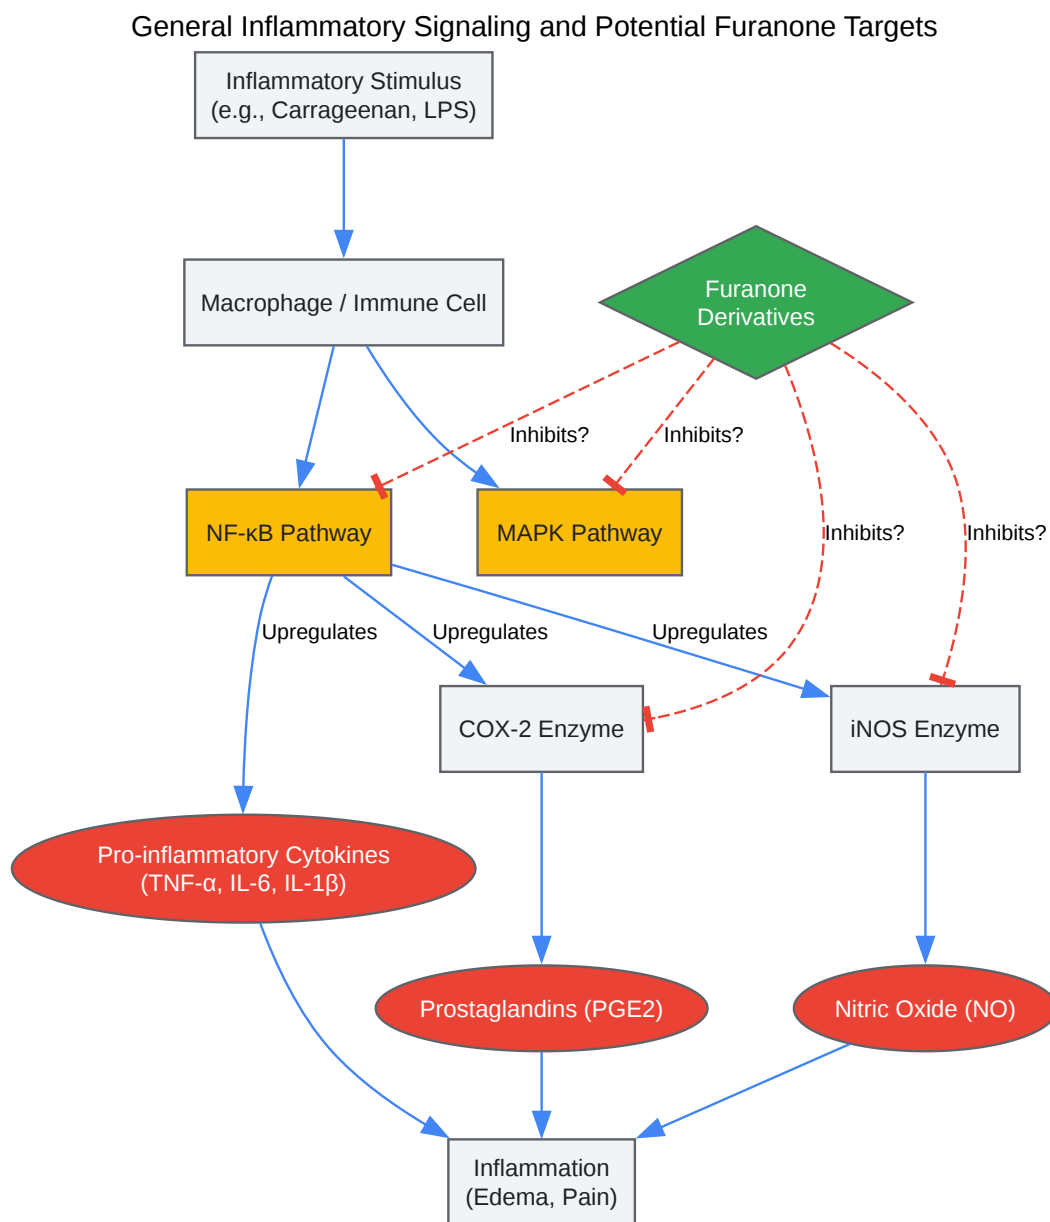 General Inflammatory Signaling and Potential Furanone Targets
Inflammatory Stimulus
(e.g., Carrageenan, LPS)
Macrophage / Immune Cell
Furanone
Derivatives
Inhibits?
Inhibits?
Inhibits?
Inhibits?
NF-κB Pathway
MAPK Pathway
Upregulates
Upregulates
Upregulates
COX-2 Enzyme
iNOS Enzyme
Pro-inflammatory Cytokines
(TNF-α, IL-6, IL-1β)
Prostaglandins (PGE2)
Nitric Oxide (NO)
Inflammation
(Edema, Pain)